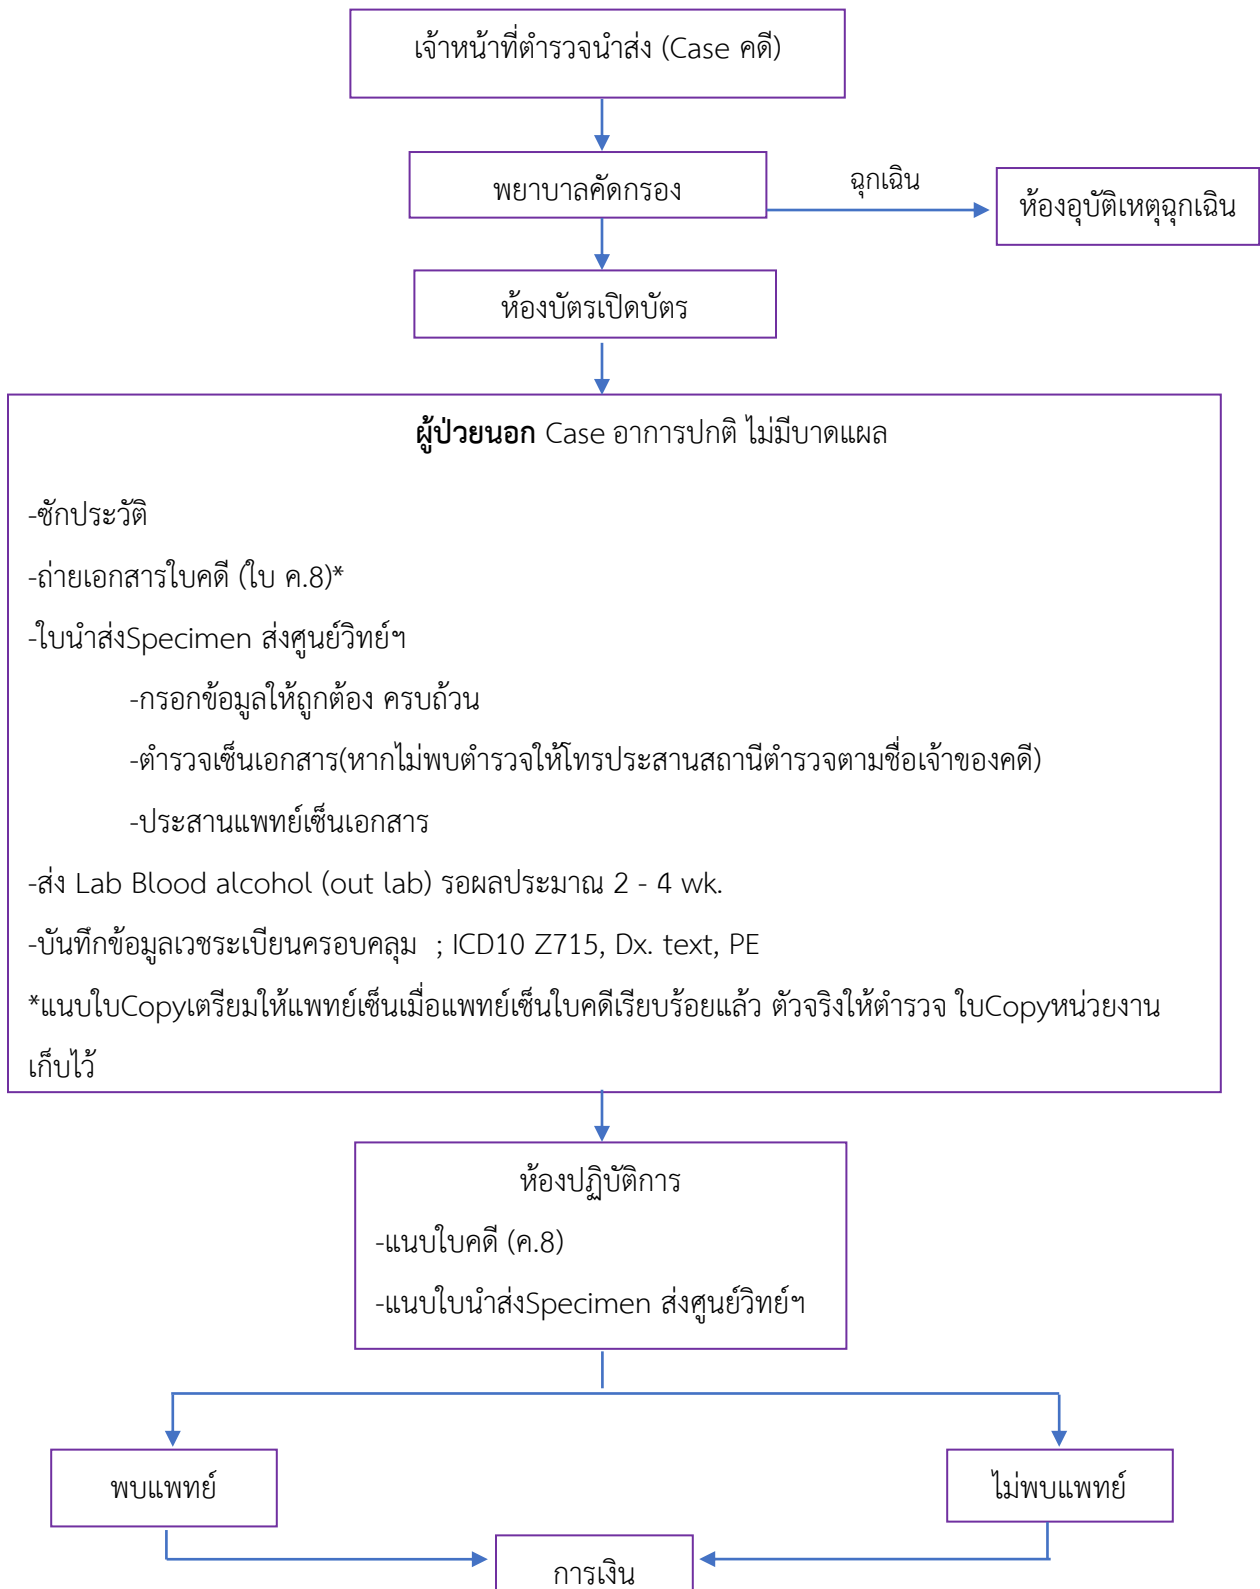 เจ้าหน้าที่ตำรวจนำส่ง (Case คดี)
พยาบาลคัดกรอง
ฉุกเฉิน
ห้องอุบัติเหตุฉุกเฉิน
ห้องบัตรเปิดบัตร
ผู้ป่วยนอก Case อาการปกติ ไม่มีบาดแผล
-ซักประวัติ
-ถ่ายเอกสารใบคดี (ใบ ค.8)*
-ใบนำส่งSpecimen ส่งศูนย์วิทย์ฯ
-กรอกข้อมูลให้ถูกต้อง ครบถ้วน
-ตำรวจเซ็นเอกสาร(หากไม่พบตำรวจให้โทรประสานสถานีตำรวจตามชื่อเจ้าของคดี)
-ประสานแพทย์เซ็นเอกสาร
-ส่ง Lab Blood alcohol (out lab) รอผลประมาณ 2 - 4 wk.
-บันทึกข้อมูลเวชระเบียนครอบคลุม ; ICD10 Z715, Dx. text, PE
*แนบใบCopyเตรียมให้แพทย์เซ็นเมื่อแพทย์เซ็นใบคดีเรียบร้อยแล้ว ตัวจริงให้ตำรวจ ใบCopyหน่วยงาน
เก็บไว้
ห้องปฏิบัติการ
-แนบใบคดี (ค.8)
-แนบใบนำส่งSpecimen ส่งศูนย์วิทย์ฯ
พบแพทย์
ไม่พบแพทย์
การเงิน